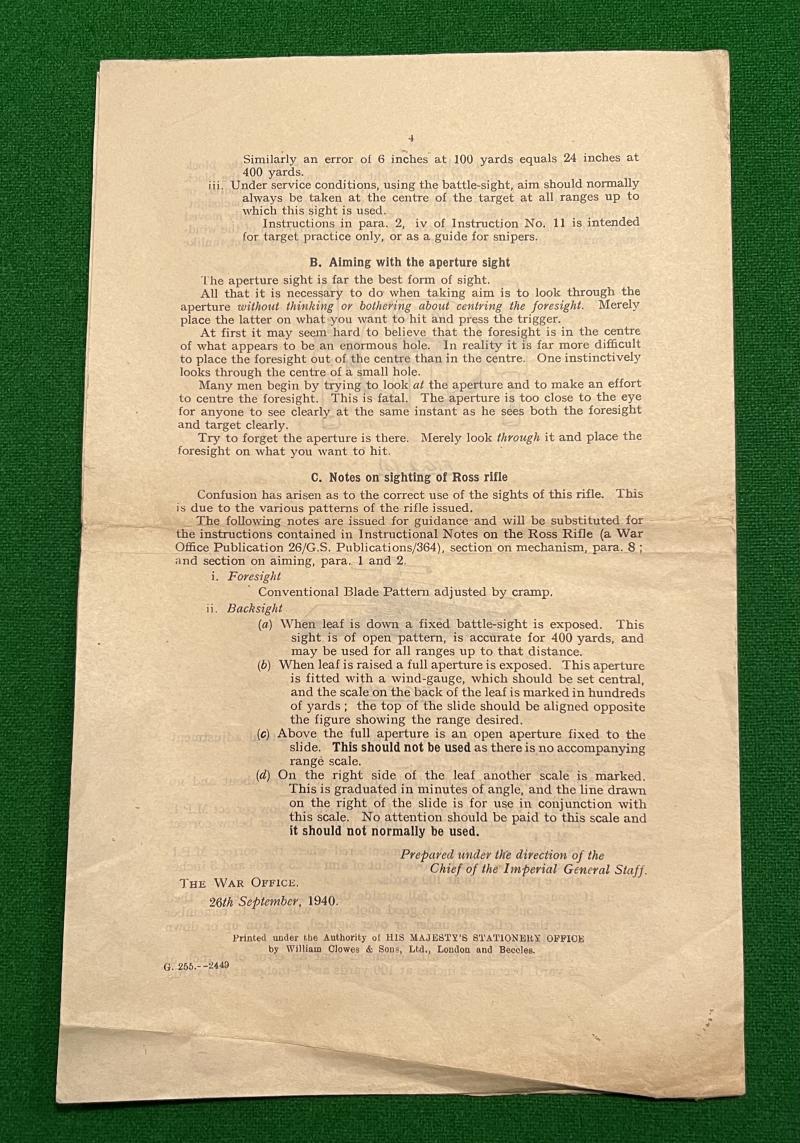 4
Similarly an error of 6 inches at 100 yards equals 24 inches at
400 yards.
iii. Under service conditions, using the battle-sight, aim should normally
always be taken at the centre of the target at all ranges up to
which this sight is used.
Instructions in para. 2, iv of Instruction No. 11 is intended
for target practice only, or as a guide for snipers.
B. Aiming with the aperture sight
The aperture sight is far the best form of sight.
All that it is necessary to do when taking aim is to look through the
aperture without thinking or bothering about centring the foresight. Merely
place the latter on what you want to hit and press the trigger.
At first it may seem hard to believe that the foresight is in the centre
of what appears to be an enormous hole. In reality it is far more difficult
to place the foresight out of the centre than in the centre. One instinctively
looks through the centre of a small hole.
Many men begin by trying to look at the aperture and to make an effort
to centre the foresight. This is fatal. The aperture is too close to the eye
for anyone to see clearly at the same instant as he sees both the foresight
and target clearly.
Try to forget the aperture is there. Merely look through it and place the
foresight on what you want to hit.
C. Notes on sighting of Ross rifle
Confusion has arisen as to the correct use of the sights of this rifle. This
is due to the various patterns of the rifle issued.
The following notes are issued for guidance and will be substituted for
the instructions contained in Instructional Notes on the Ross Rifle (a War
Office Publication 26/G.S. Publications/364), section on mechanism, para. 8 ;
and section on aiming, para. 1 and 2.
i. Foresight
Conventional Blade Pattern adjusted by cramp.
ii. Backsight
(a) When leaf is down a fixed battle-sight is exposed. This
sight is of open pattern, is accurate for 400 yards, and
may be used for all ranges up to that distance.
(b) When leaf is raised a full aperture is exposed. This aperture
is fitted with a wind-gauge, which should be set central,
and the scale on the back of the leaf is marked in hundreds
of yards ; the top of the slide should be aligned opposite
the figure showing the range desired.
(c) Above the full aperture is an open aperture fixed to the
slide. This should not be used as there is no accompanying
range scale.
(d) On the right side of the leaf another scale is marked.
This is graduated in minutes of angle, and the line drawn
on the right of the slide is for use in conjunction with
this scale. No attention should be paid to this scale and
it should not normally be used.
Prepared under the direction of the
Chief of the Imperial General Staff.
THE WAR OFFICE.
26th September, 1940.
Printed under the Authority of HIS MAJESTY'S STATIONERY OFFICE
by William Clowes & Sons, Ltd., London and Beccles.
G. 255.--2449